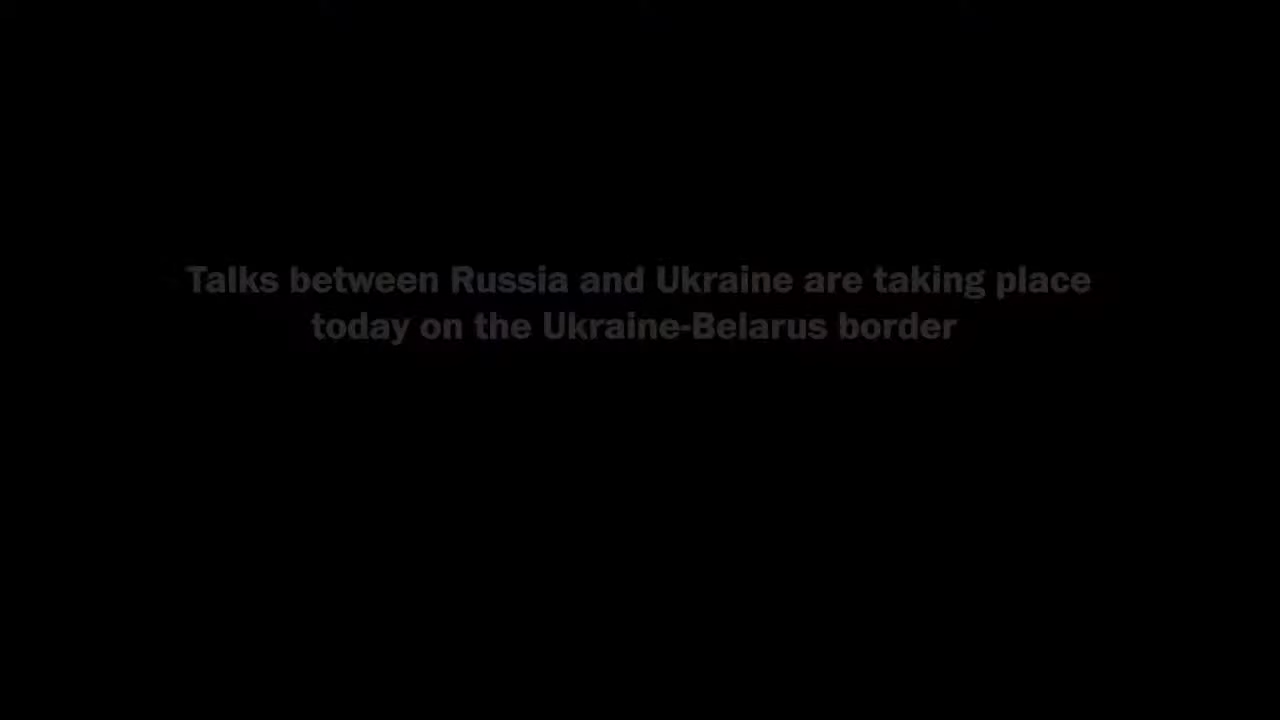 Talks between Russia and Ukraine are taking place
today on the Ukraine-Belarus border